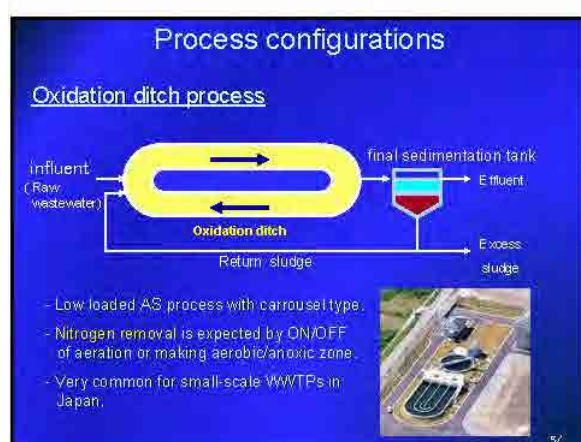 Process configurations
Oxidation ditch process
influent
(Raw
wastewater)
final sedimentation tank
Effluent
Oxidation ditch
Return sludge
Excess
sludge
- Low loaded AS process with carrousel type.
- Nitrogen removal is expected by ON/OFF
of aeration or making aerobic/anoxic zone.
- Very common for small-scale WWTPs in
Japan.